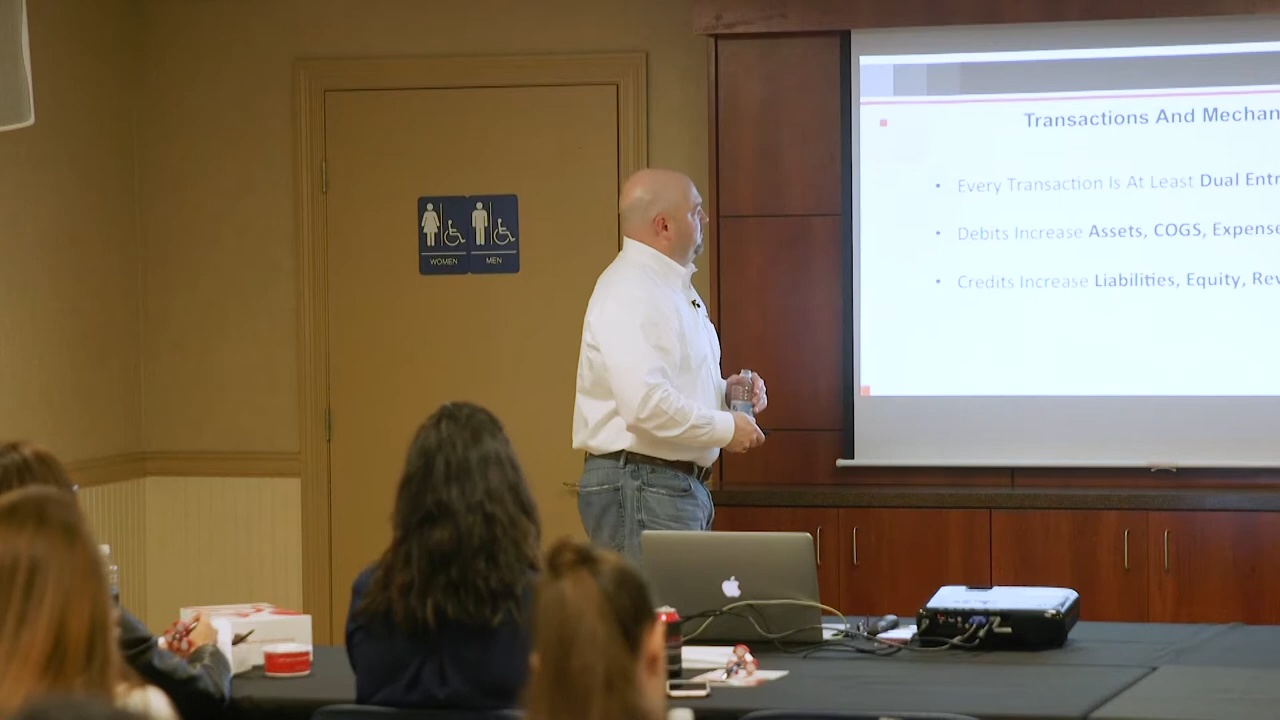 WOMEN
MEN
Transactions And Mechan
• Every Transaction Is At Least Dual Entr
• Debits Increase Assets, COGS, Expense
• Credits Increase Liabilities, Equity, Rev